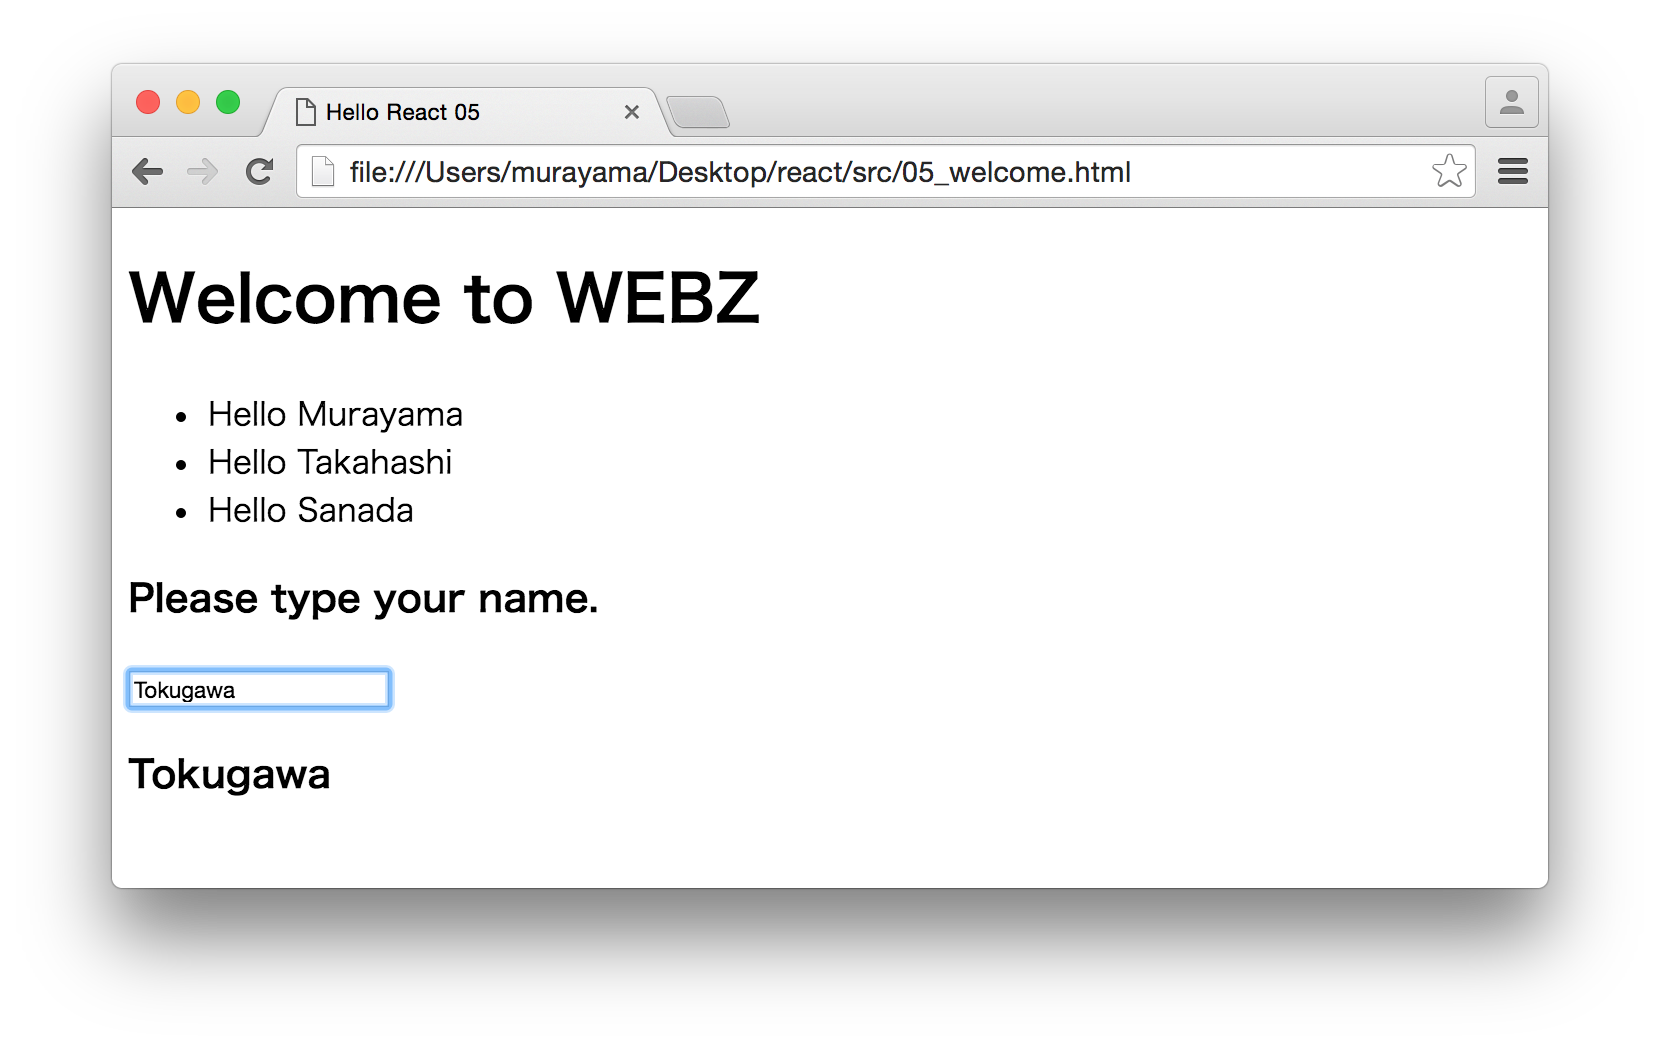 Hello React 05
file:///Users/murayama/Desktop/react/src/05_welcome.html
Welcome to WEBZ
• Hello Murayama
• Hello Takahashi
• Hello Sanada
Please type your name.
Tokugawa
Tokugawa